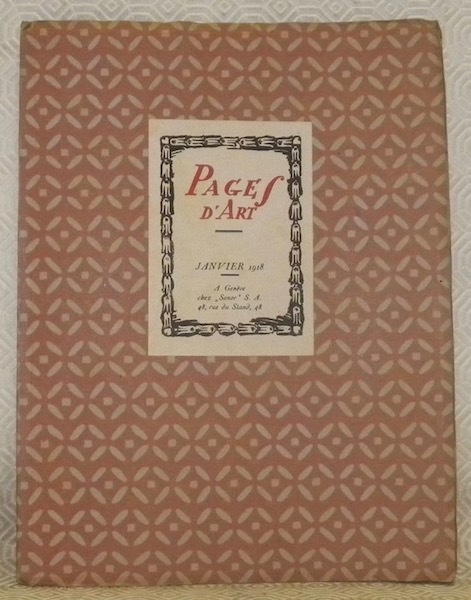 PAGES
D'ART
JANVIER 1918
A Genève
chez „Sonor" S. A.
48, rue du Stand, 48